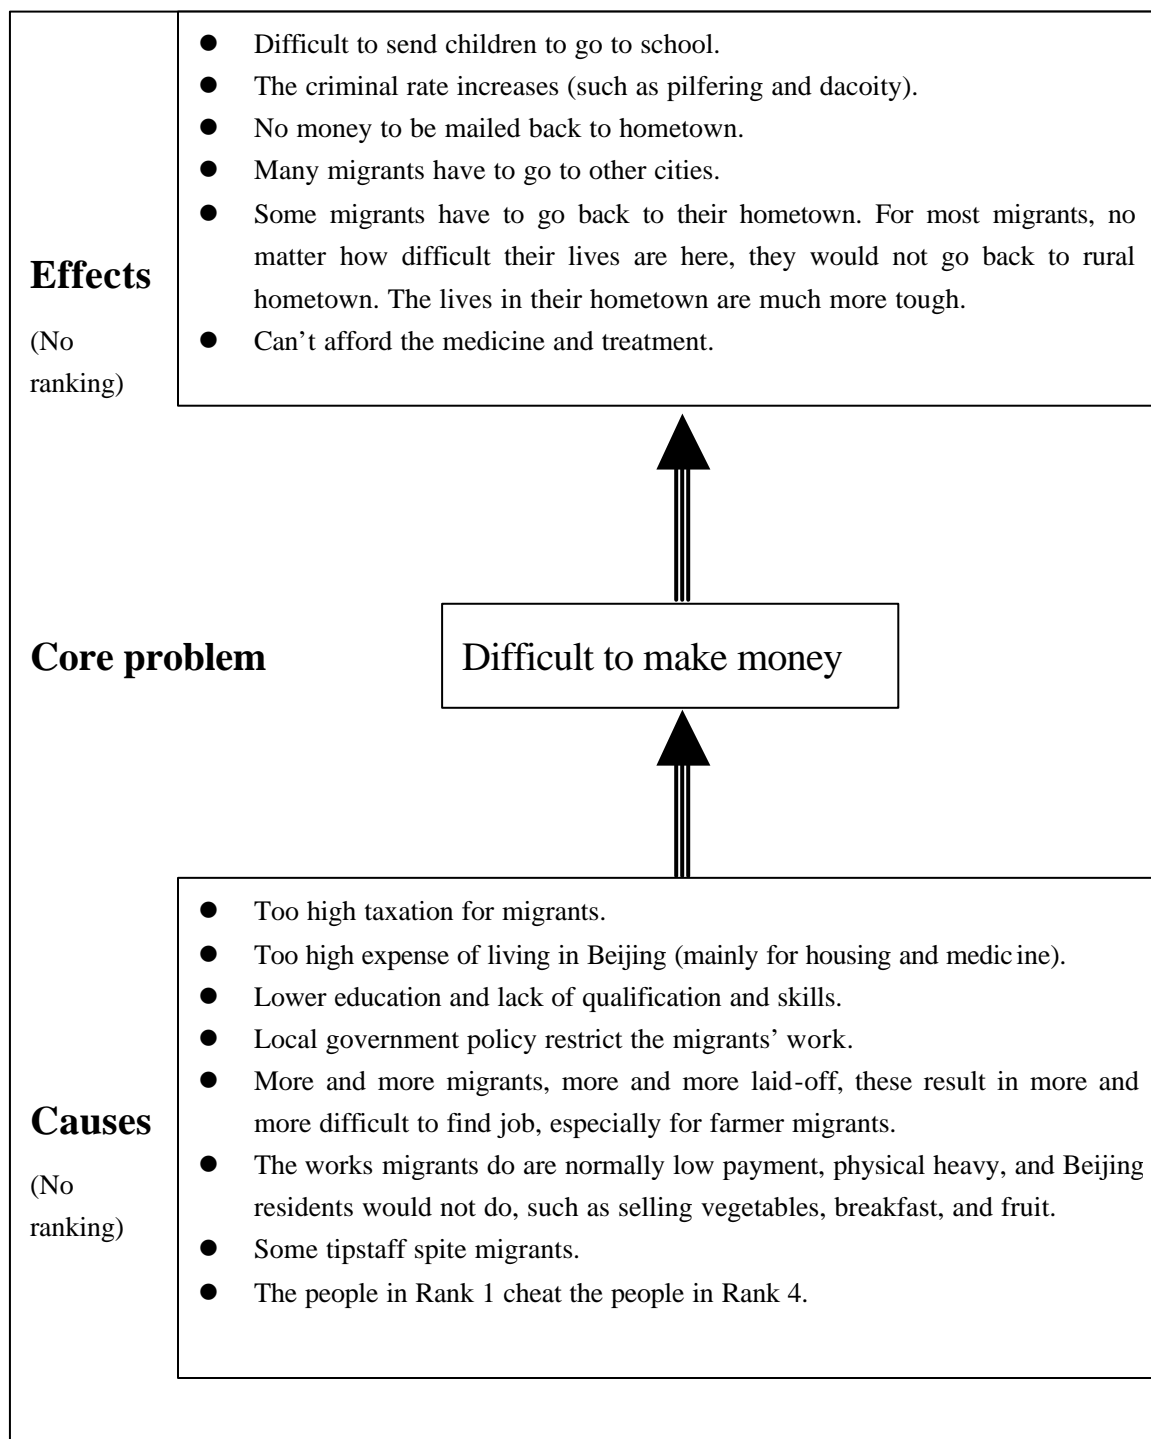 ● Difficult to send children to go to school.
● The criminal rate increases (such as pilfering and dacoity).
● No money to be mailed back to hometown.
● Many migrants have to go to other cities.
● Some migrants have to go back to their hometown. For most migrants, no
matter how difficult their lives are here, they would not go back to rural
hometown. The lives in their hometown are much more tough.
● Can't afford the medicine and treatment.
Effects
(No
ranking)
Core problem
Difficult to make money
● Too high taxation for migrants.
● Too high expense of living in Beijing (mainly for housing and medicine).
● Lower education and lack of qualification and skills.
● Local government policy restrict the migrants' work.
● More and more migrants, more and more laid-off, these result in more and
more difficult to find job, especially for farmer migrants.
● The works migrants do are normally low payment, physical heavy, and Beijing
residents would not do, such as selling vegetables, breakfast, and fruit.
● Some tipstaff spite migrants.
● The people in Rank 1 cheat the people in Rank 4.
Causes
(No
ranking)